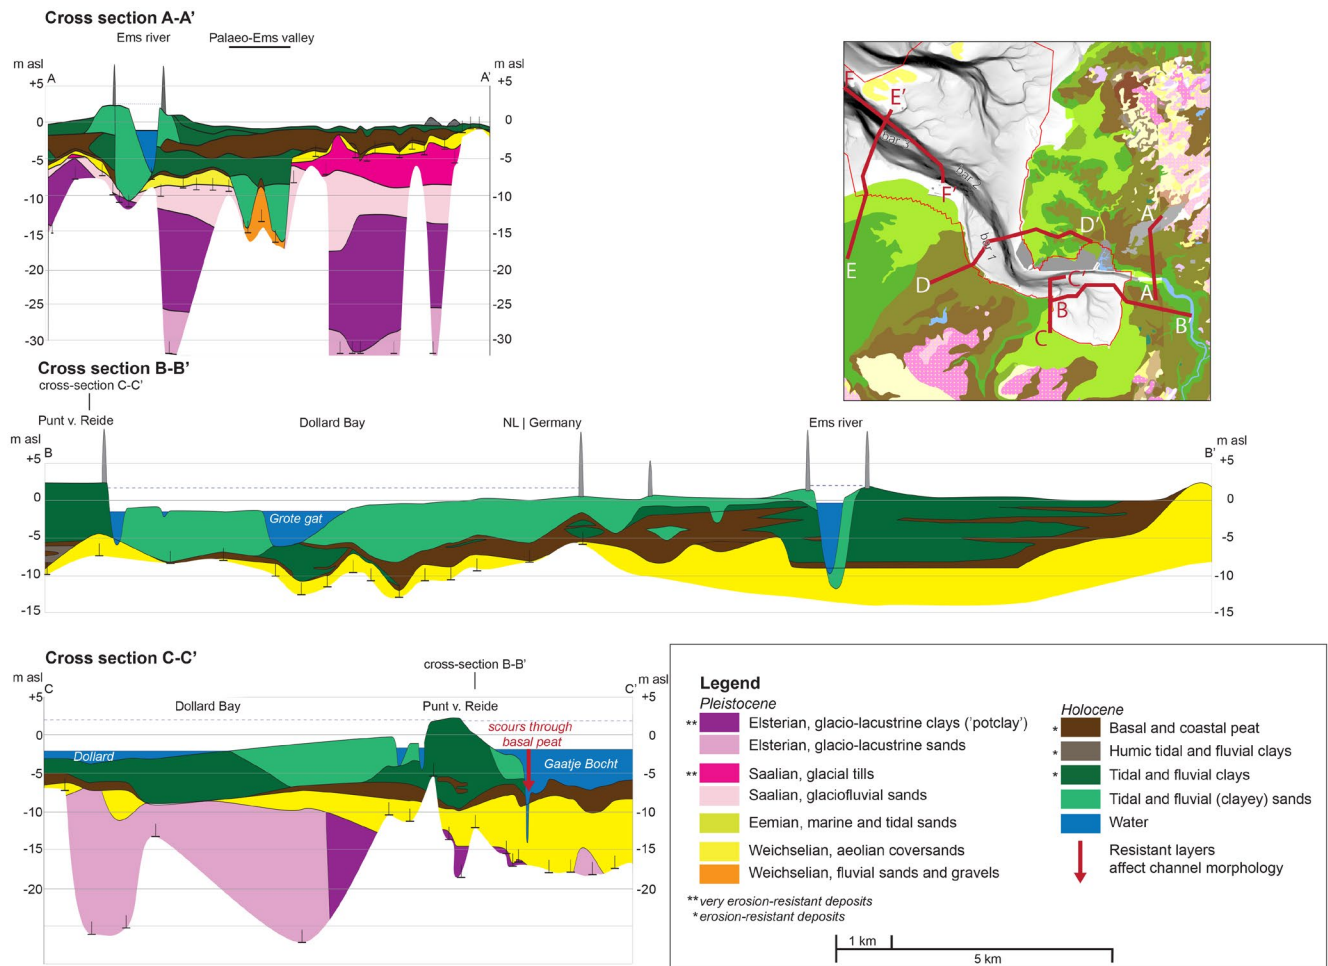 Cross section A-A'
Ems river
Palaeo-Ems valley
m asl
m asl
A
A'
+5
+5
0
0
-5
-5
-10
-10
-15
-15
-20
-20
-25
-25
-30
-30
E
E'
bar 3
bar 2
F'
bar 1
D
D'
E
A'
A
C'
B
B'
C
Cross section B-B'
cross-section C-C'
Punt v. Reide
Dollard Bay
NL | Germany
Ems river
m asl
m asl
B
B'
+5
+5
0
0
Grote gat
-5
-5
-10
-10
-15
-15
Cross section C-C'
cross-section B-B'
m asl
m asl
C
C'
+5
+5
Dollard Bay
Punt v. Reide
scours through
basal peat
0
0
Dollard
Gaatje Bocht
-5
-5
-10
-10
-15
-15
-20
-20
Legend
Pleistocene
** Elsterian, glacio-lacustrine clays ('potclay')
Elsterian, glacio-lacustrine sands
** Saalian, glacial tills
Saalian, glaciofluvial sands
Eemian, marine and tidal sands
Weichselian, aeolian coversands
Weichselian, fluvial sands and gravels
** very erosion-resistant deposits
* erosion-resistant deposits
Holocene
* Basal and coastal peat
* Humic tidal and fluvial clays
* Tidal and fluvial clays
Tidal and fluvial (clayey) sands
Water
Resistant layers
affect channel morphology
1 km
5 km